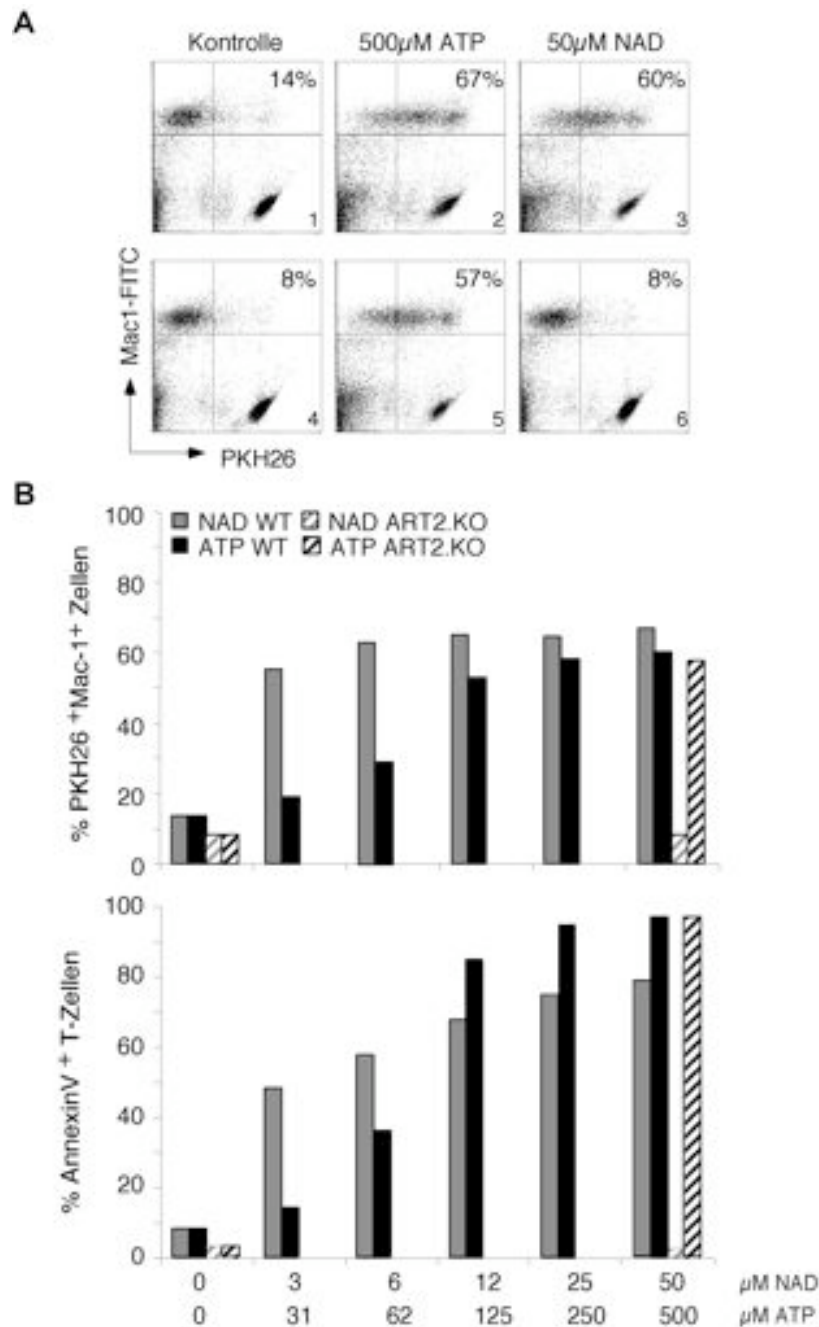 A
Kontrolle 500µM ATP 50µM NAD
14% 67% 60%
1 2 3
8% 57% 8%
4 5 6
Mac1-FITC
PKH26
B
NAD WT NAD ART2.KO
ATP WT ATP ART2.KO
% PKH26 +Mac-1+ Zellen
100
80
60
40
20
0
% AnnexinV + T-Zellen
100
80
60
40
20
0
0 3 6 12 25 50 µM NAD
0 31 62 125 250 500 µM ATP